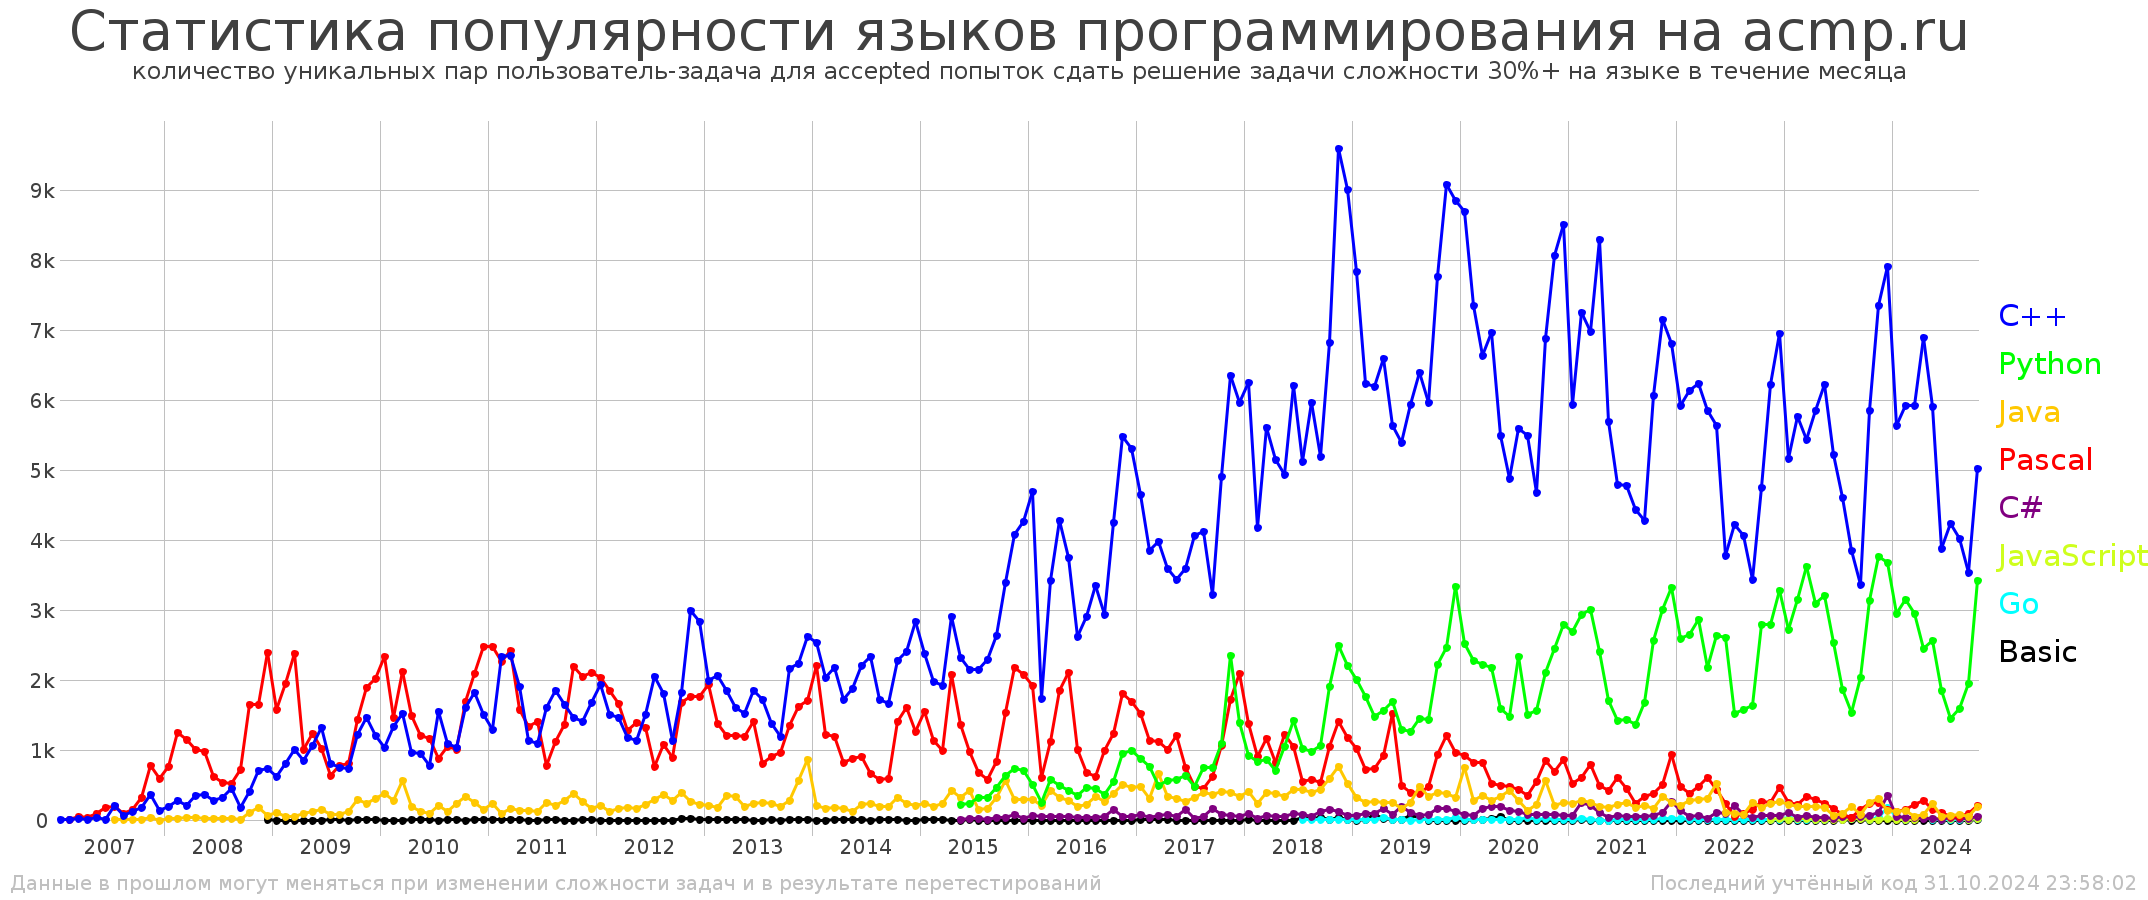 Статистика популярности языков программирования на acmp.ru
количество уникальных пар пользователь-задача для accepted попыток сдать решение задачи сложности 30%+ на языке в течение месяца
9k
8k
7k
6k
5k
4k
3k
2k
1k
0
C++
Python
Java
Pascal
C#
JavaScript
Go
Basic
2007 2008 2009 2010 2011 2012 2013 2014 2015 2016 2017 2018 2019 2020 2021 2022 2023 2024
Данные в прошлом могут меняться при изменении сложности задач и в результате перетестирований
Последний учтённый код 31.10.2024 23:58:02